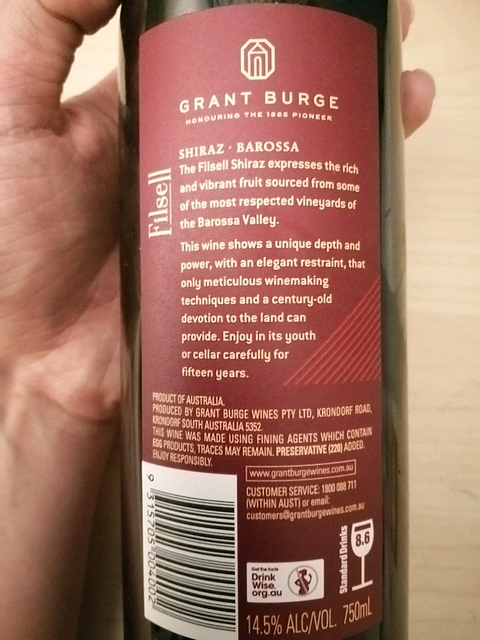 GRANT BURGE
HONOURING THE 1865 PIONEER
SHIRAZ · BAROSSA
Filsell
The Filsell Shiraz expresses the rich
and vibrant fruit sourced from some
of the most respected vineyards of
the Barossa Valley.
This wine shows a unique depth and
power, with an elegant restraint, that
only meticulous winemaking
techniques and a century-old
devotion to the land can
provide. Enjoy in its youth
or cellar carefully for
fifteen years.
PRODUCT OF AUSTRALIA.
PRODUCED BY GRANT BURGE WINES PTY LTD, KRONDORF ROAD,
KRONDORF SOUTH AUSTRALIA 5352.
THIS WINE WAS MADE USING FINING AGENTS WHICH CONTAIN
EGG PRODUCTS, TRACES MAY REMAIN. PRESERVATIVE (220) ADDED.
ENJOY RESPONSIBLY.
www.grantburgewines.com.au
CUSTOMER SERVICE: 1800 088 711
(WITHIN AUST) or email:
customers@grantburgewines.com.au
9 315705 004002
Get the facts
Drink
Wise.
org.au
Standard Drinks
8.6
14.5% ALC/VOL. 750mL